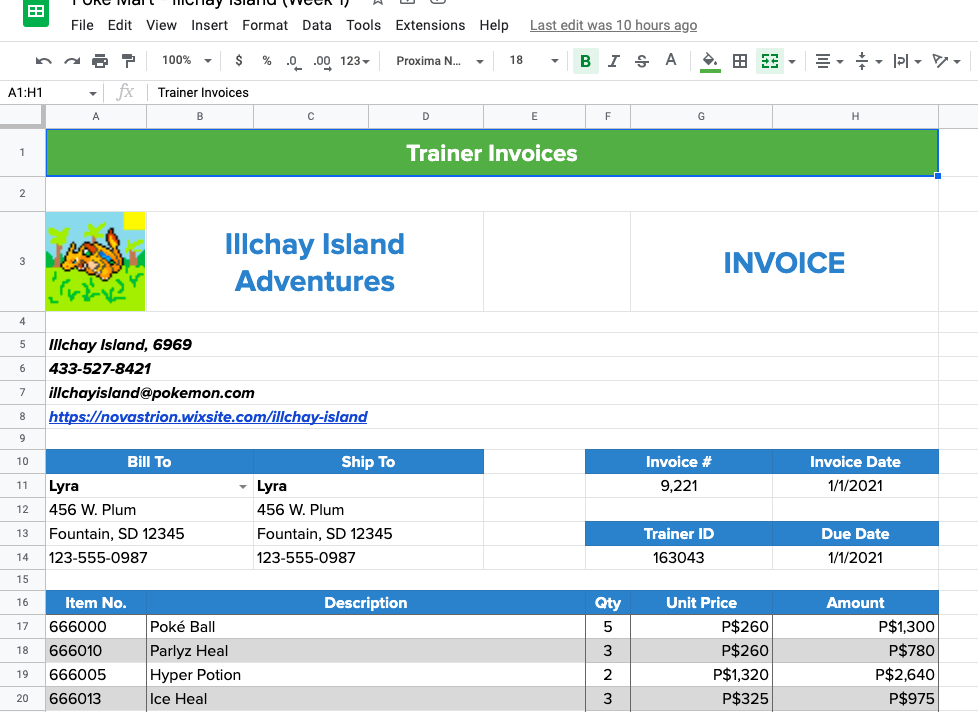 Poké Mart - Illchay Island (Week 1)
File Edit View Insert Format Data Tools Extensions Help Last edit was 10 hours ago
100% $ % .0 .00 123 Proxima N... 18 B I S A
A1:H1 fx Trainer Invoices
A B C D E F G H
1 Trainer Invoices
2
3 Illchay Island
Adventures
INVOICE
4
5 Illchay Island, 6969
6 433-527-8421
7 illchayisland@pokemon.com
8 https://novastrion.wixsite.com/illchay-island
9
10 Bill To Ship To Invoice # Invoice Date
11 Lyra Lyra 9,221 1/1/2021
12 456 W. Plum 456 W. Plum
13 Fountain, SD 12345 Fountain, SD 12345 Trainer ID Due Date
14 123-555-0987 123-555-0987 163043 1/1/2021
15
16 Item No. Description Qty Unit Price Amount
17 666000 Poké Ball 5 P$260 P$1,300
18 666010 Parlyz Heal 3 P$260 P$780
19 666005 Hyper Potion 2 P$1,320 P$2,640
20 666013 Ice Heal 3 P$325 P$975